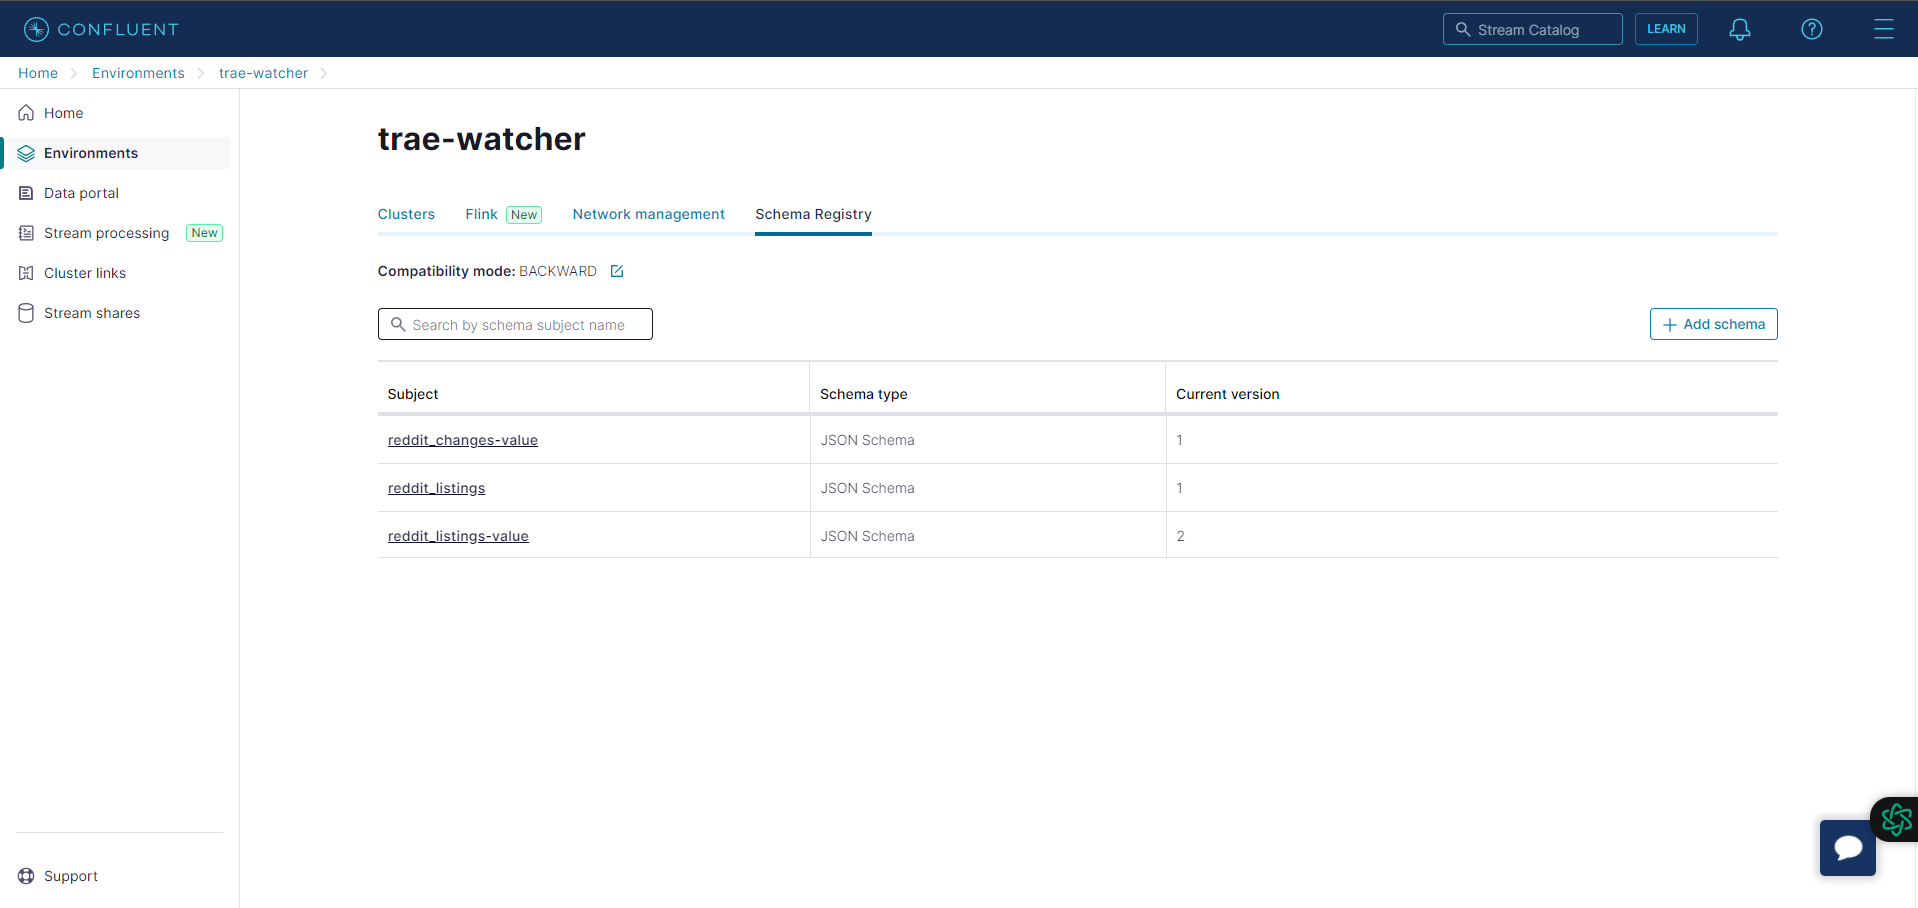 CONFLUENT
Stream Catalog
LEARN
Home
Environments
trae-watcher
Home
Environments
Data portal
Stream processing New
Cluster links
Stream shares
Support
trae-watcher
Clusters Flink New Network management Schema Registry
Compatibility mode: BACKWARD
Search by schema subject name
Add schema
Subject Schema type Current version
reddit_changes-value JSON Schema 1
reddit_listings JSON Schema 1
reddit_listings-value JSON Schema 2